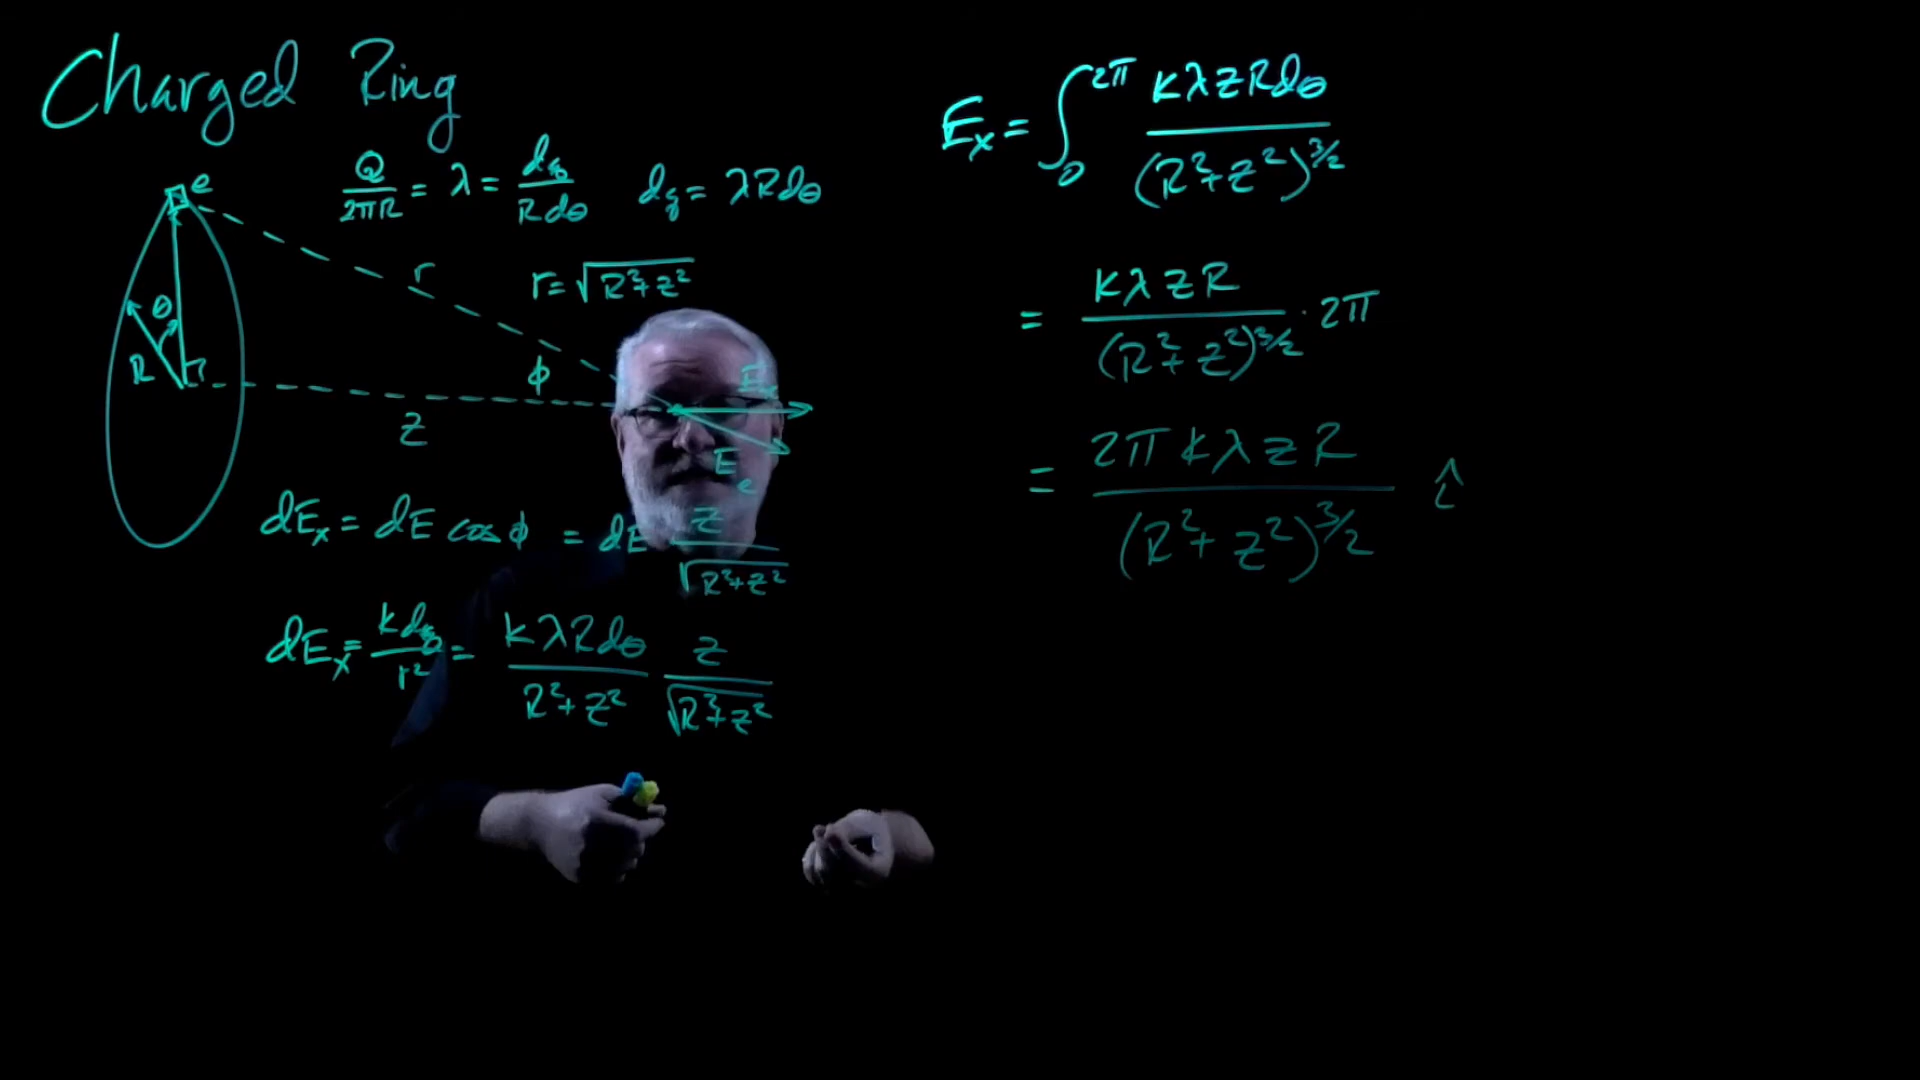 Charged Ring
Q/2πR = λ = dq/Rdθ dq = λRdθ
e
r
r = √(R²+z²)
θ
R
ϕ
z
E
e
dEₓ = dE cos ϕ = dE z/√(R²+z²)
dEₓ = k dq/r² = kλRdθ/(R²+z²) z/√(R²+z²)
Eₓ = ∫₀^2π kλzRdθ/(R²+z²)^3/2
= kλzR/(R²+z²)^3/2 · 2π
= 2πkλzR/(R²+z²)^3/2 î